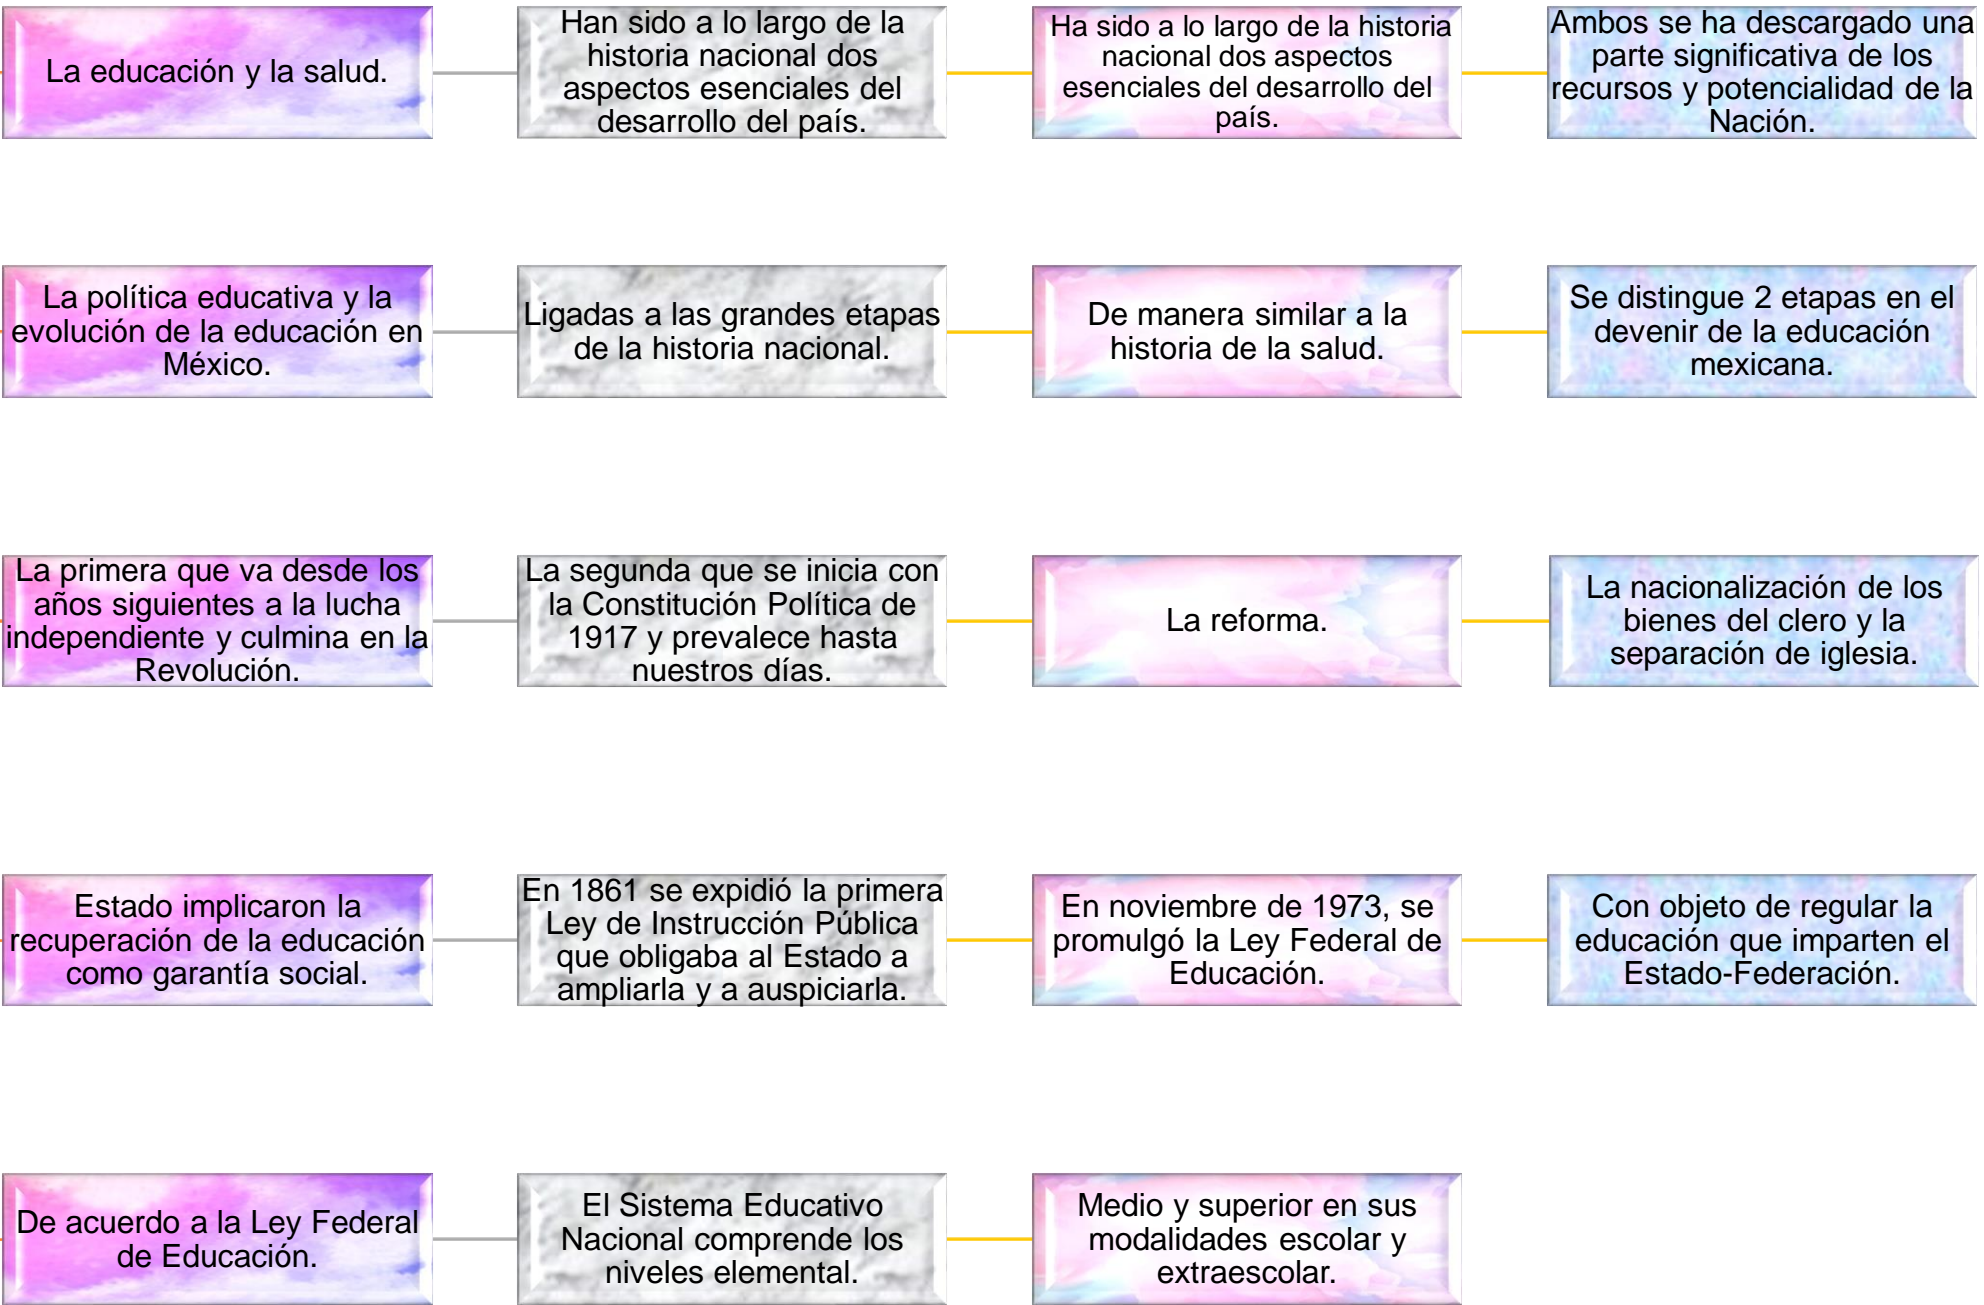 La educación y la salud.
Han sido a lo largo de la
historia nacional dos
aspectos esenciales del
desarrollo del país.
Ha sido a lo largo de la historia
nacional dos aspectos
esenciales del desarrollo del
país.
Ambos se ha descargado una
parte significativa de los
recursos y potencialidad de la
Nación.
La política educativa y la
evolución de la educación en
México.
Ligadas a las grandes etapas
de la historia nacional.
De manera similar a la
historia de la salud.
Se distingue 2 etapas en el
devenir de la educación
mexicana.
La primera que va desde los
años siguientes a la lucha
independiente y culmina en la
Revolución.
La segunda que se inicia con
la Constitución Política de
1917 y prevalece hasta
nuestros días.
La reforma.
La nacionalización de los
bienes del clero y la
separación de iglesia.
Estado implicaron la
recuperación de la educación
como garantía social.
En 1861 se expidió la primera
Ley de Instrucción Pública
que obligaba al Estado a
ampliarla y a auspiciarla.
En noviembre de 1973, se
promulgó la Ley Federal de
Educación.
Con objeto de regular la
educación que imparten el
Estado-Federación.
De acuerdo a la Ley Federal
de Educación.
El Sistema Educativo
Nacional comprende los
niveles elemental.
Medio y superior en sus
modalidades escolar y
extraescolar.